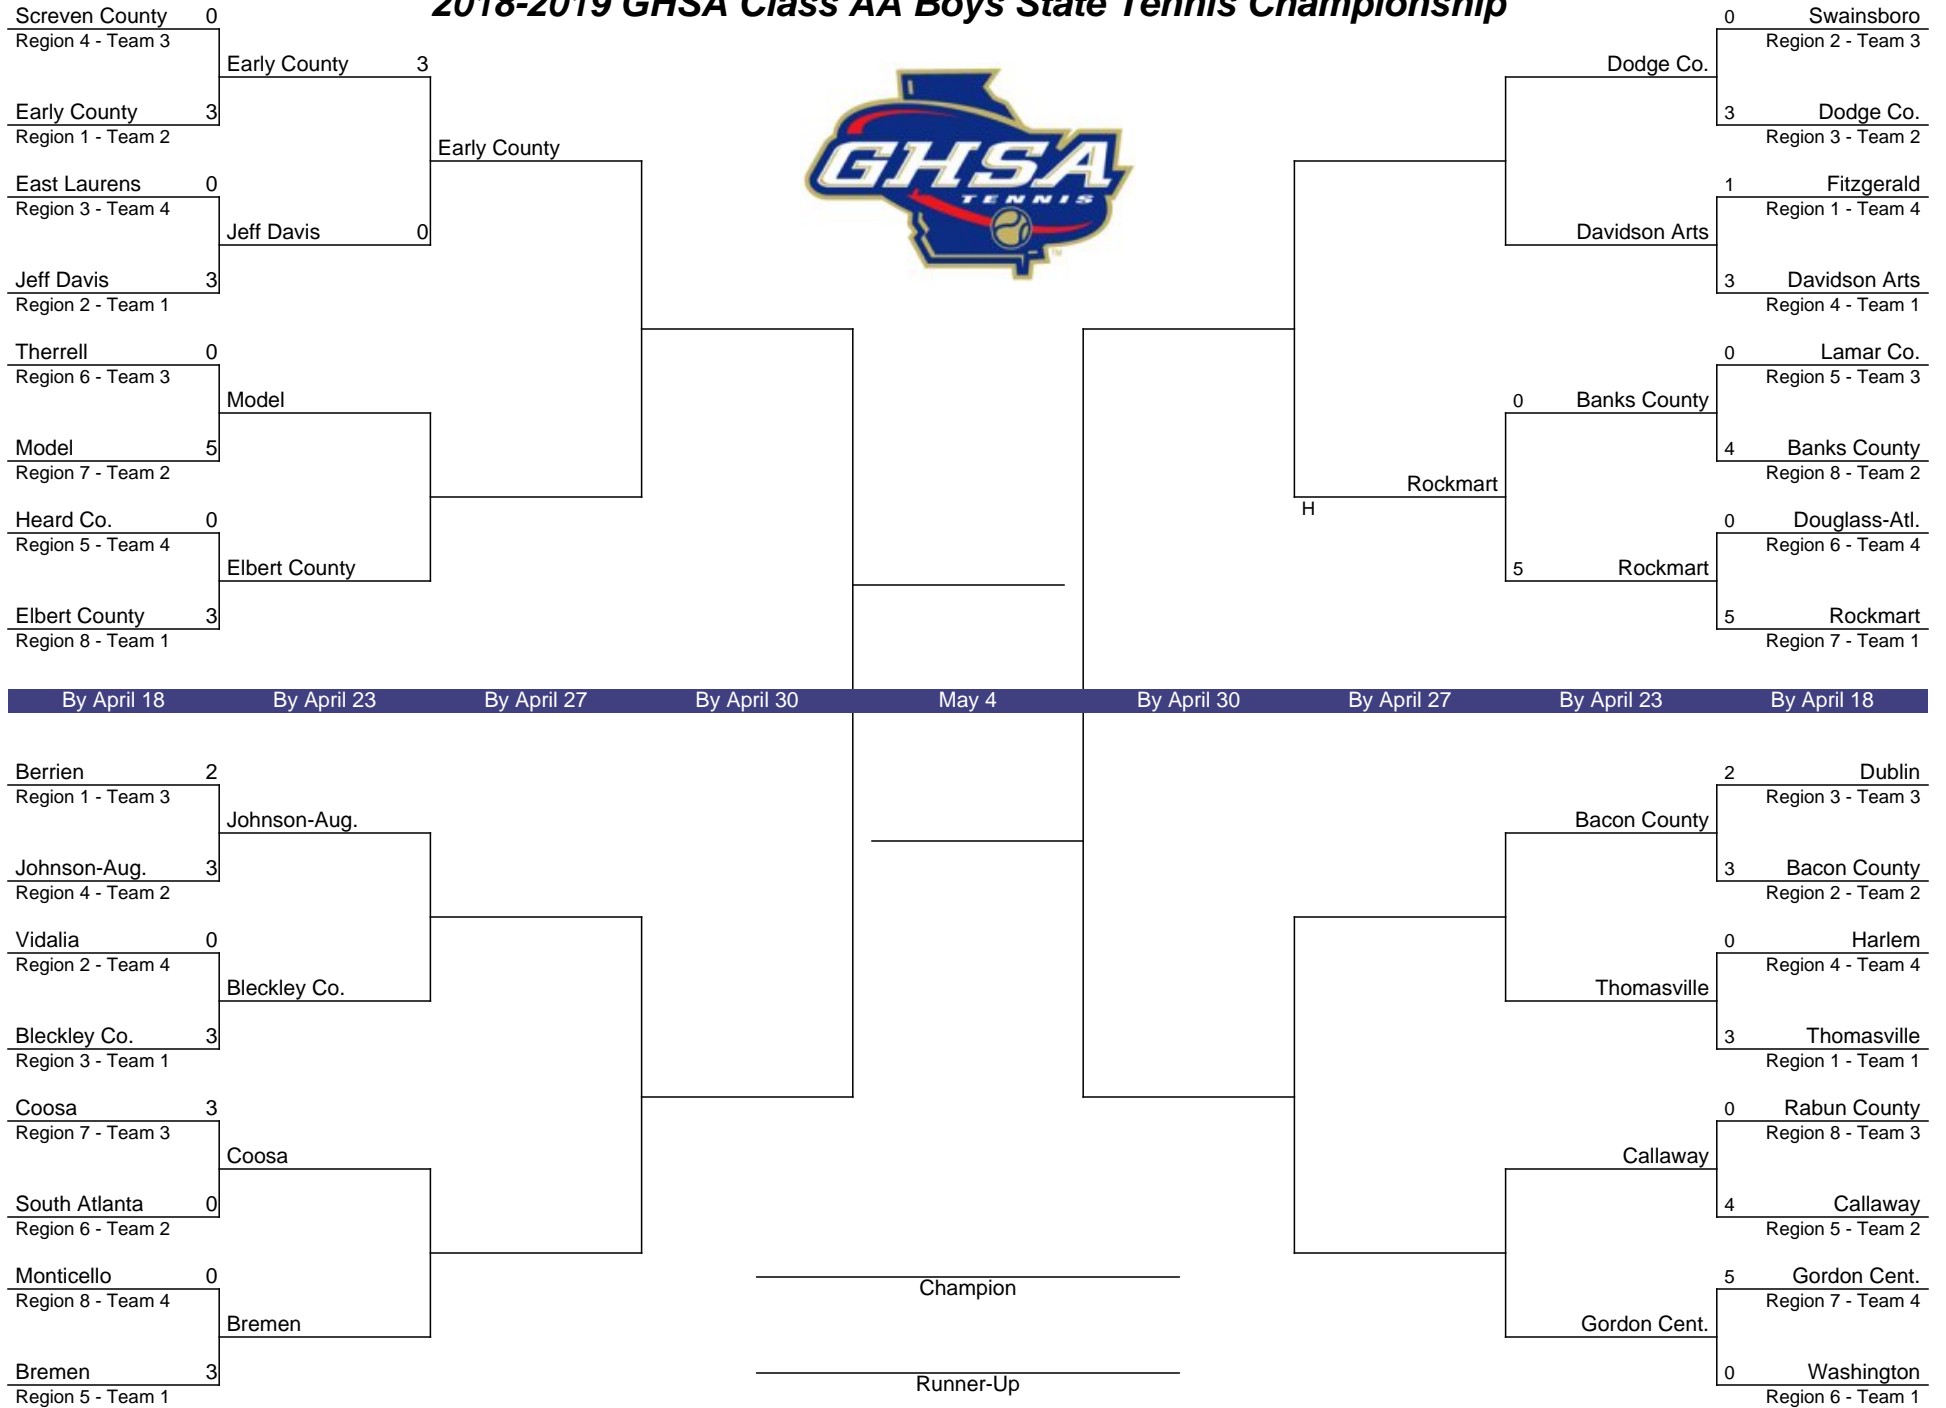 2018-2019 GHSA Class AA Boys State Tennis Championship
GHSA
TENNIS
TM
Screven County 0
Region 4 - Team 3
Early County 3
Early County 3
Region 1 - Team 2
Early County
East Laurens 0
Region 3 - Team 4
Jeff Davis 0
Jeff Davis 3
Region 2 - Team 1
Therrell 0
Region 6 - Team 3
Model
Model 5
Region 7 - Team 2
Heard Co. 0
Region 5 - Team 4
Elbert County
Elbert County 3
Region 8 - Team 1
0 Swainsboro
Region 2 - Team 3
Dodge Co.
3 Dodge Co.
Region 3 - Team 2
1 Fitzgerald
Region 1 - Team 4
Davidson Arts
3 Davidson Arts
Region 4 - Team 1
0 Lamar Co.
Region 5 - Team 3
0 Banks County
4 Banks County
Region 8 - Team 2
Rockmart
H
0 Douglass-Atl.
Region 6 - Team 4
5 Rockmart
5 Rockmart
Region 7 - Team 1
By April 18 By April 23 By April 27 By April 30 May 4 By April 30 By April 27 By April 23 By April 18
Berrien 2
Region 1 - Team 3
Johnson-Aug.
Johnson-Aug. 3
Region 4 - Team 2
Vidalia 0
Region 2 - Team 4
Bleckley Co.
Bleckley Co. 3
Region 3 - Team 1
Coosa 3
Region 7 - Team 3
Coosa
South Atlanta 0
Region 6 - Team 2
Monticello 0
Region 8 - Team 4
Bremen
Bremen 3
Region 5 - Team 1
Champion
Runner-Up
2 Dublin
Region 3 - Team 3
Bacon County
3 Bacon County
Region 2 - Team 2
0 Harlem
Region 4 - Team 4
Thomasville
3 Thomasville
Region 1 - Team 1
0 Rabun County
Region 8 - Team 3
Callaway
4 Callaway
Region 5 - Team 2
5 Gordon Cent.
Region 7 - Team 4
Gordon Cent.
0 Washington
Region 6 - Team 1